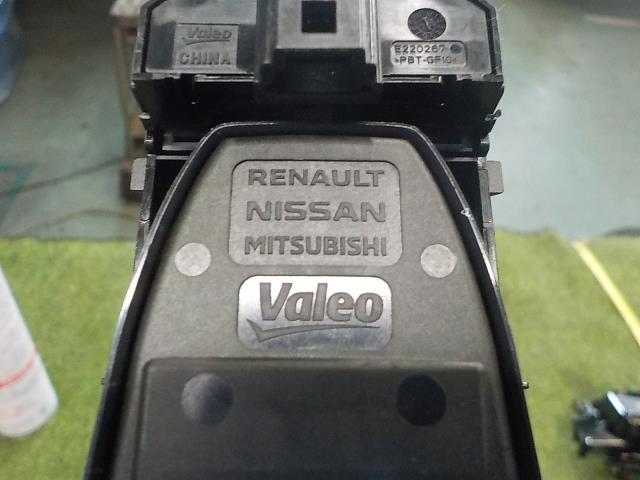 Valeo
CHINA
E220267
>PBT-GF10<
RENAULT
NISSAN
MITSUBISHI
Valeo